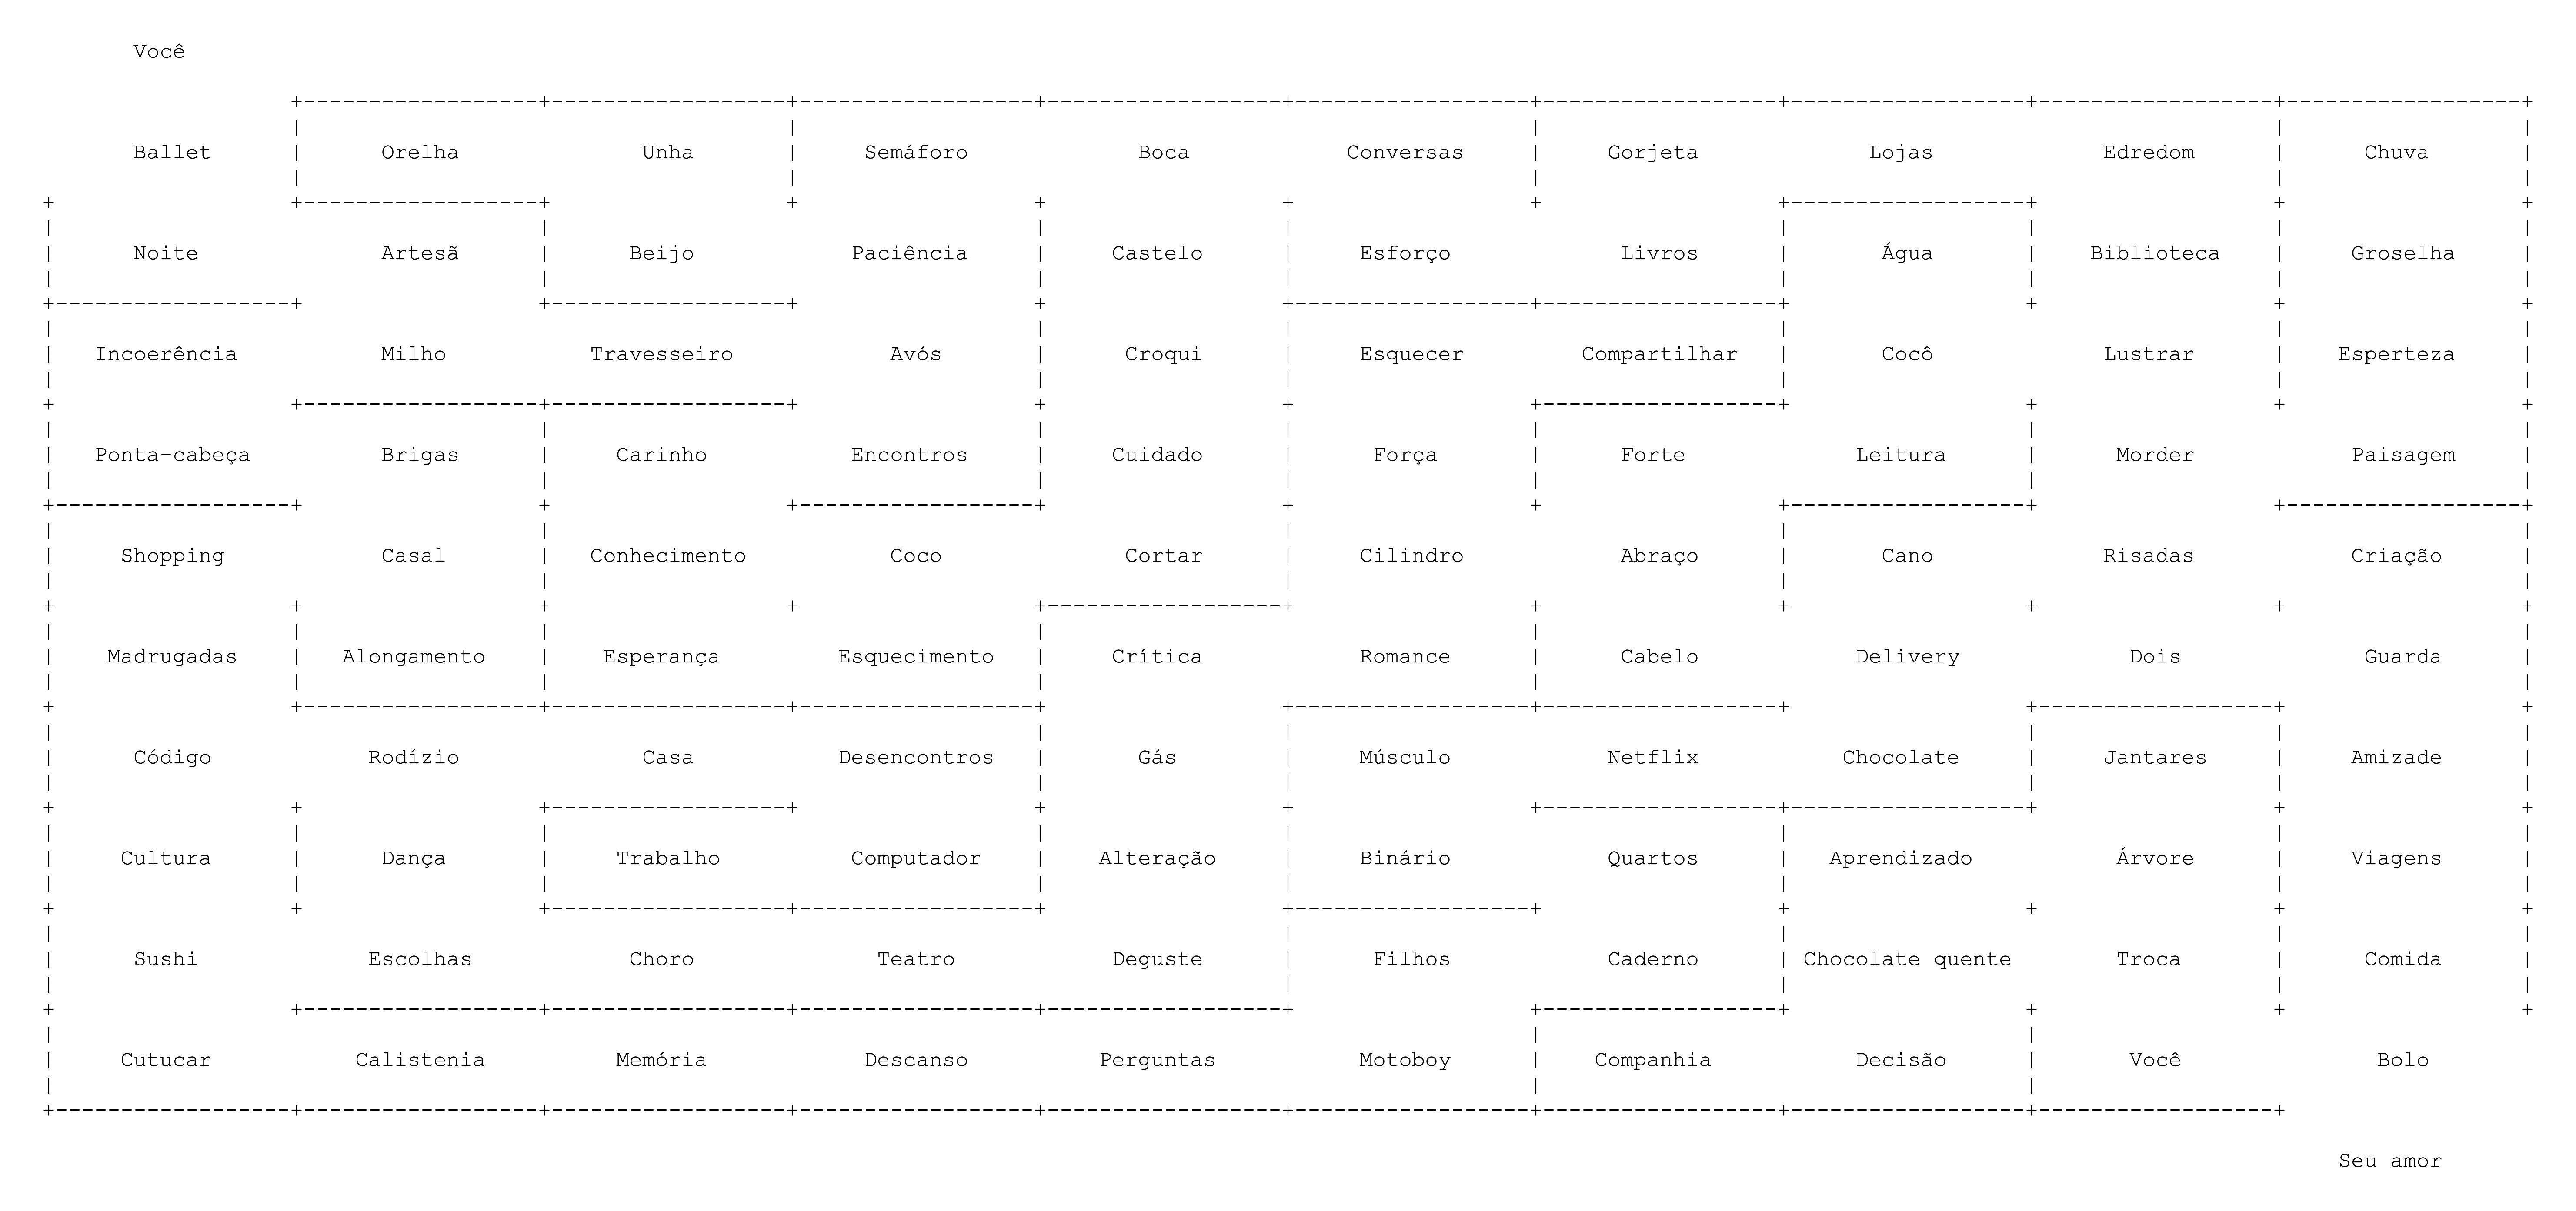 Você
Ballet Orelha Unha Semáforo Boca Conversas Gorjeta Lojas Edredom Chuva
Noite Artesã Beijo Paciência Castelo Esforço Livros Água Biblioteca Groselha
Incoerência Milho Travesseiro Avós Croqui Esquecer Compartilhar Cocô Lustrar Esperteza
Ponta-cabeça Brigas Carinho Encontros Cuidado Força Forte Leitura Morder Paisagem
Shopping Casal Conhecimento Coco Cortar Cilindro Abraço Cano Risadas Criação
Madrugadas Alongamento Esperança Esquecimento Crítica Romance Cabelo Delivery Dois Guarda
Código Rodízio Casa Desencontros Gás Músculo Netflix Chocolate Jantares Amizade
Cultura Dança Trabalho Computador Alteração Binário Quartos Aprendizado Árvore Viagens
Sushi Escolhas Choro Teatro Deguste Filhos Caderno Chocolate quente Troca Comida
Cutucar Calistenia Memória Descanso Perguntas Motoboy Companhia Decisão Você Bolo
Seu amor